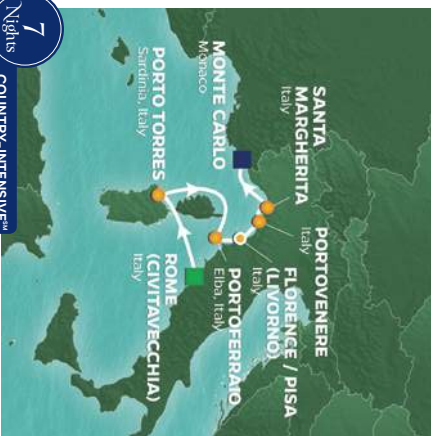 7
Nights
COUNTRY-INTENSIVE℠
MONTE CARLO
Monaco
SANTA
MARGHERITA
Italy
PORTOVENERE
Italy
FLORENCE / PISA
(LIVORNO)
Italy
PORTOFERRAIO
Elba, Italy
PORTO TORRES
Sardinia, Italy
ROME
(CIVITAVECCHIA)
Italy